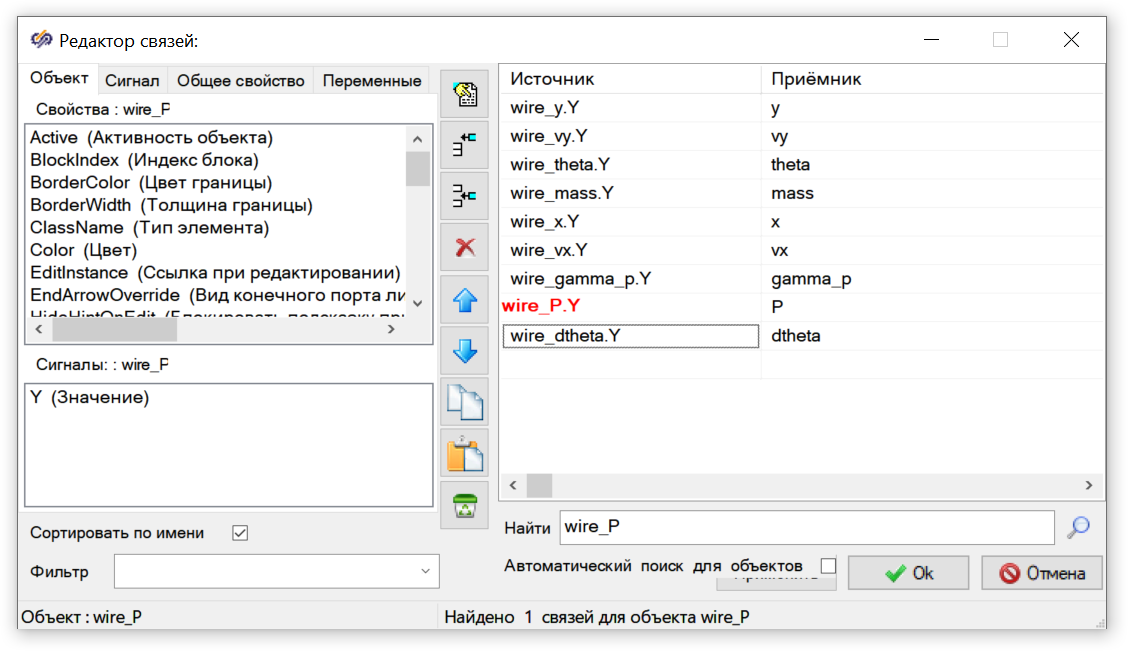 Редактор связей:
Объект Сигнал Общее свойство Переменные
Свойства : wire_P
Active (Активность объекта)
BlockIndex (Индекс блока)
BorderColor (Цвет границы)
BorderWidth (Толщина границы)
ClassName (Тип элемента)
Color (Цвет)
EditInstance (Ссылка при редактировании)
EndArrowOverride (Вид конечного порта ли
Сигналы: : wire_P
Y (Значение)
Сортировать по имени
Фильтр
Источник Приёмник
wire_y.Y y
wire_vy.Y vy
wire_theta.Y theta
wire_mass.Y mass
wire_x.Y x
wire_vx.Y vx
wire_gamma_p.Y gamma_p
wire_P.Y P
wire_dtheta.Y dtheta
Найти wire_P
Автоматический поиск для объектов
Ok Отмена
Объект : wire_P Найдено 1 связей для объекта wire_P